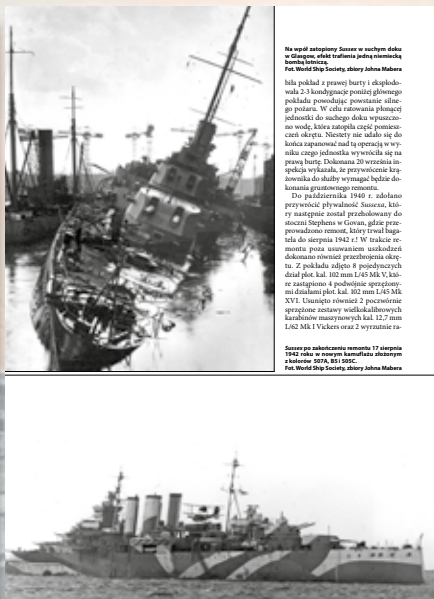 Na wpół zatopiony Sussex w suchym doku
w Glasgow, efekt trafienia jedną niemiecką
bombą lotniczą.
Fot. World Ship Society, zbiory Johna Mabera
biła pokład z prawej burty i eksplodo-
wała 2-3 kondygnacje poniżej głównego
pokładu powodując powstanie silne-
go pożaru. W celu ratowania płonącej
jednostki do suchego doku wpuszczo-
no wodę, która zatopiła część pomiesz-
czeń okrętu. Niestety nie udało się do
końca zapanować nad tą operacją w wy-
niku czego jednostka wywróciła się na
prawą burtę. Dokonana 20 września in-
spekcja wykazała, że przywrócenie krą-
żownika do służby wymagać będzie do-
konania gruntownego remontu.
Do października 1940 r. zdołano
przywrócić pływalność Sussexa, któ-
ry następnie został przeholowany do
stoczni Stephens w Govan, gdzie prze-
prowadzono remont, który trwał baga-
tela do sierpnia 1942 r.! W trakcie re-
montu poza usuwaniem uszkodzeń
dokonano również przezbrojenia okrę-
tu. Z pokładu zdjęto 8 pojedynczych
dział plot. kal. 102 mm L/45 Mk V, któ-
re zastąpiono 4 podwójnie sprzężony-
mi działami plot. kal. 102 mm L/45 Mk
XVI. Usunięto również 2 poczwórnie
sprzężone zestawy wielkokalibrowych
karabinów maszynowych kal. 12,7 mm
L/62 Mk I Vickers oraz 2 wyrzutnie ra-
Sussex po zakończeniu remontu 17 sierpnia
1942 roku w nowym kamuflażu złożonym
z kolorów 507A, B5 i 505C.
Fot. World Ship Society, zbiory Johna Mabera